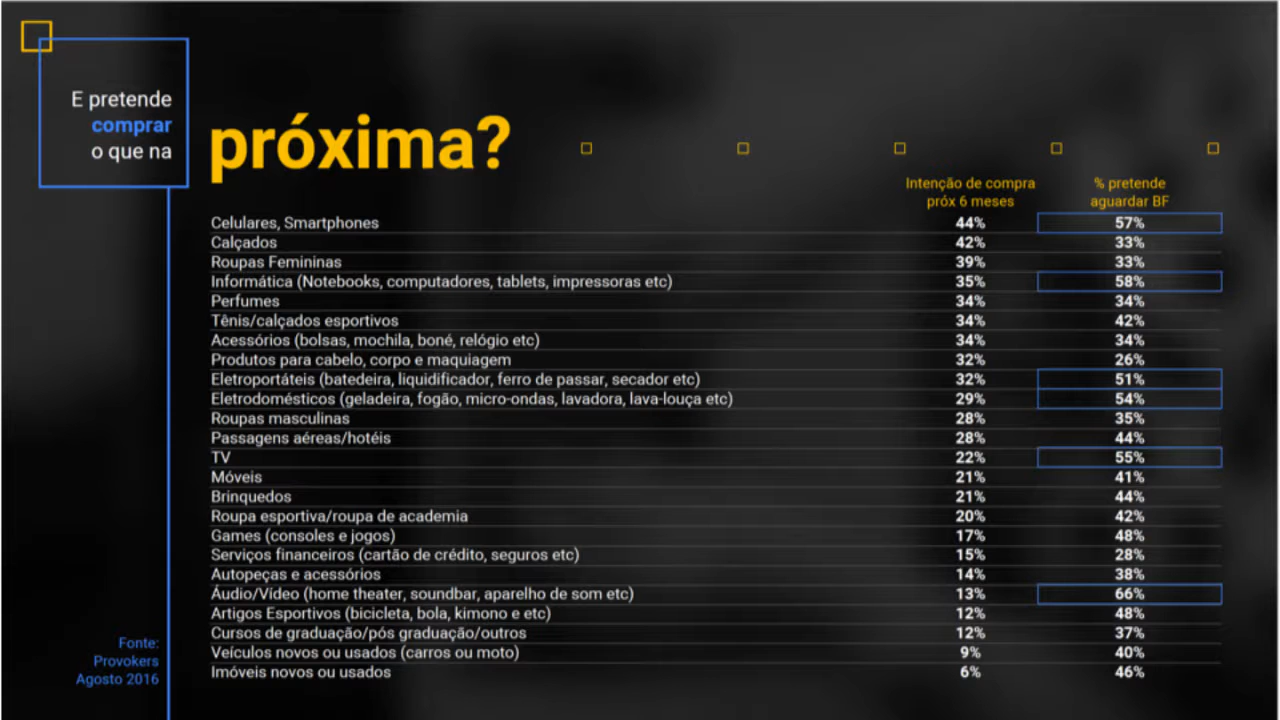 E pretende
comprar
o que na
próxima?
Intenção de compra
próx 6 meses
% pretende
aguardar BF
Celulares, Smartphones 44% 57%
Calçados 42% 33%
Roupas Femininas 39% 33%
Informática (Notebooks, computadores, tablets, impressoras etc) 35% 58%
Perfumes 34% 34%
Tênis/calçados esportivos 34% 42%
Acessórios (bolsas, mochila, boné, relógio etc) 34% 34%
Produtos para cabelo, corpo e maquiagem 32% 26%
Eletroportáteis (batedeira, liquidificador, ferro de passar, secador etc) 32% 51%
Eletrodomésticos (geladeira, fogão, micro-ondas, lavadora, lava-louça etc) 29% 54%
Roupas masculinas 28% 35%
Passagens aéreas/hotéis 28% 44%
TV 22% 55%
Móveis 21% 41%
Brinquedos 21% 44%
Roupa esportiva/roupa de academia 20% 42%
Games (consoles e jogos) 17% 48%
Serviços financeiros (cartão de crédito, seguros etc) 15% 28%
Autopeças e acessórios 14% 38%
Áudio/Vídeo (home theater, soundbar, aparelho de som etc) 13% 66%
Artigos Esportivos (bicicleta, bola, kimono e etc) 12% 48%
Cursos de graduação/pós graduação/outros 12% 37%
Veículos novos ou usados (carros ou moto) 9% 40%
Imóveis novos ou usados 6% 46%
Fonte:
Provokers
Agosto 2016